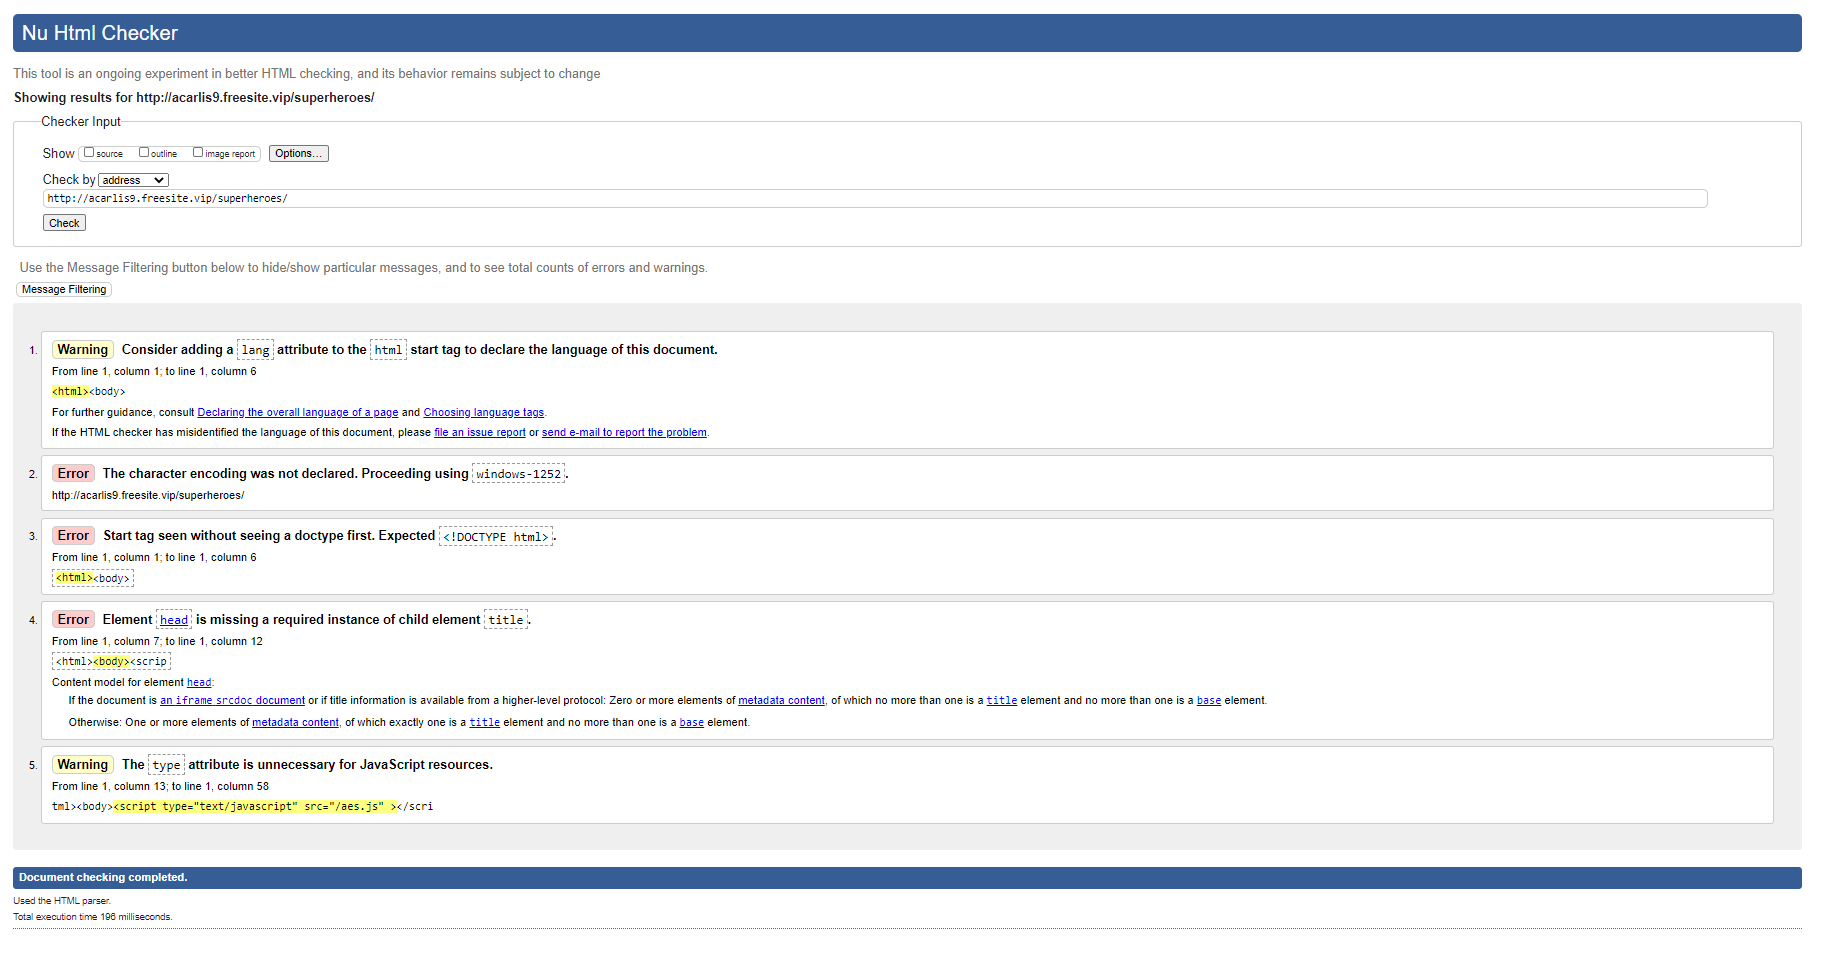 Nu Html Checker
This tool is an ongoing experiment in better HTML checking, and its behavior remains subject to change
Showing results for http://acarlis9.freesite.vip/superheroes/
Checker Input
Show source outline image report Options...
Check by address
http://acarlis9.freesite.vip/superheroes/
Check
Use the Message Filtering button below to hide/show particular messages, and to see total counts of errors and warnings.
Message Filtering
1. Warning Consider adding a lang attribute to the html start tag to declare the language of this document.
From line 1, column 1; to line 1, column 6
<html><body>
For further guidance, consult Declaring the overall language of a page and Choosing language tags.
If the HTML checker has misidentified the language of this document, please file an issue report or send e-mail to report the problem.
2. Error The character encoding was not declared. Proceeding using windows-1252.
http://acarlis9.freesite.vip/superheroes/
3. Error Start tag seen without seeing a doctype first. Expected <!DOCTYPE html>.
From line 1, column 1; to line 1, column 6
<html><body>
4. Error Element head is missing a required instance of child element title.
From line 1, column 7; to line 1, column 12
<html><body><scrip
Content model for element head:
If the document is an iframe srcdoc document or if title information is available from a higher-level protocol: Zero or more elements of metadata content, of which no more than one is a title element and no more than one is a base element.
Otherwise: One or more elements of metadata content, of which exactly one is a title element and no more than one is a base element.
5. Warning The type attribute is unnecessary for JavaScript resources.
From line 1, column 13; to line 1, column 58
tml><body><script type="text/javascript" src="/aes.js" ></scri
Document checking completed.
Used the HTML parser.
Total execution time 196 milliseconds.